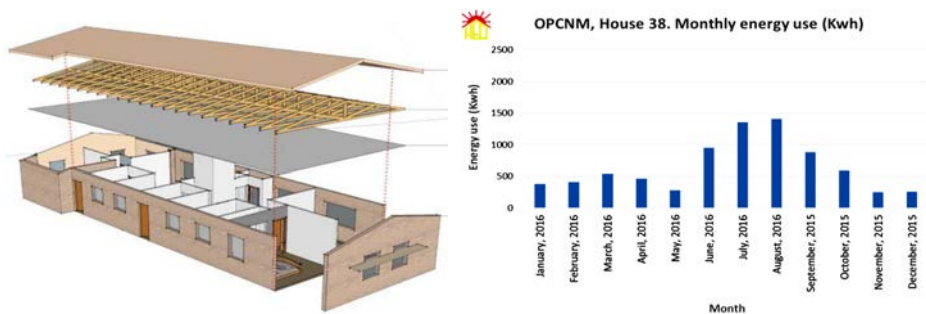 OPCNM, House 38. Monthly energy use (Kwh)
2500
2000
1500
1000
500
0
Energy use (Kwh)
January, 2016
February, 2016
March, 2016
April, 2016
May, 2016
June, 2016
July, 2016
August, 2016
September, 2015
October, 2015
November, 2015
December, 2015
Month